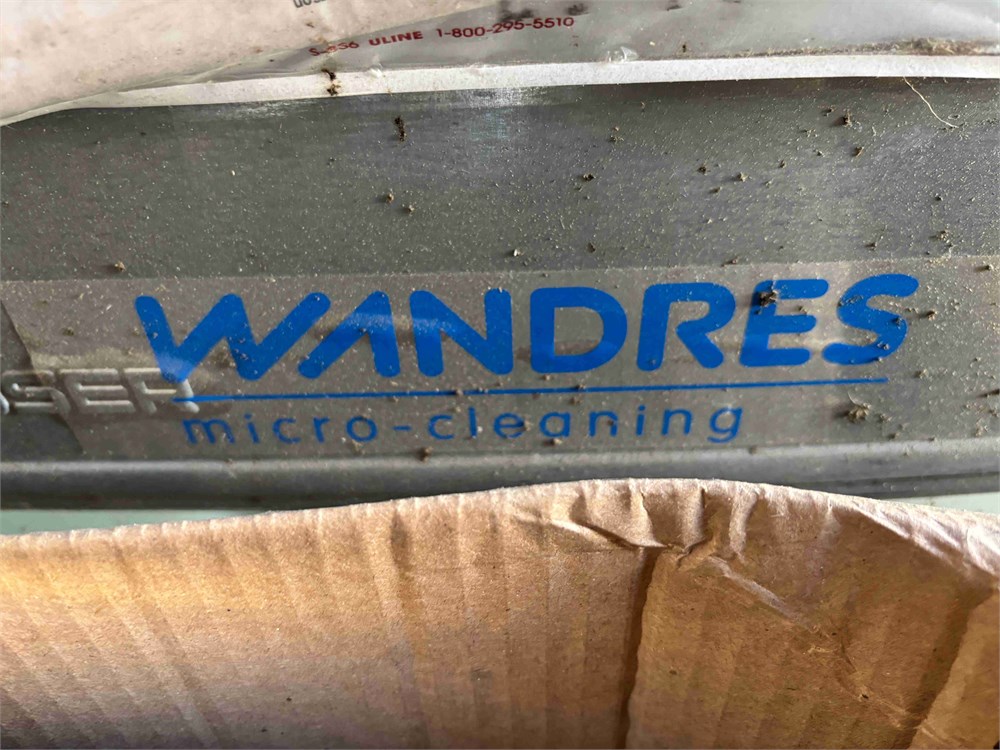 ULINE 1-800-295-5510
WANDRES
micro-cleaning